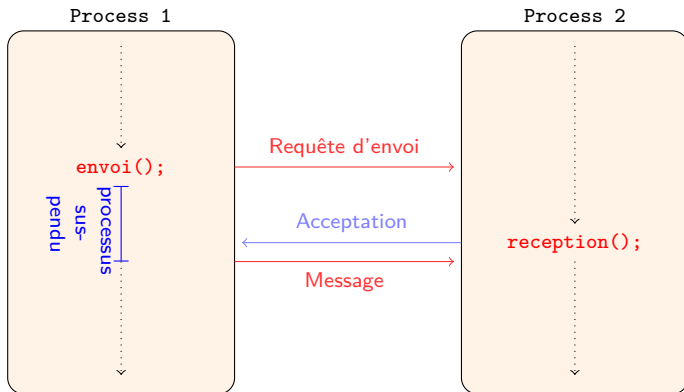 Process 1
Process 2
envoi();
Requête d'envoi
processus
sus-
pendu
Acceptation
reception();
Message